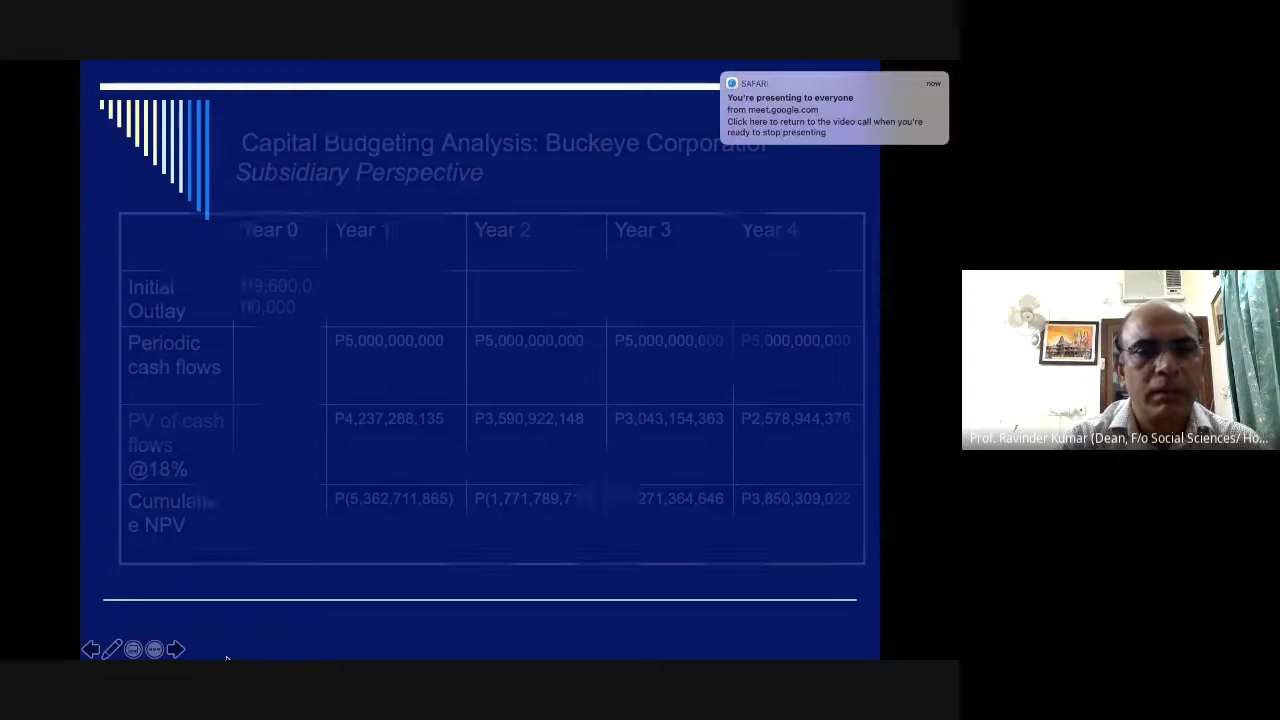 SAFARI
now
You're presenting to everyone
from meet.google.com
Click here to return to the video call when you're
ready to stop presenting
Capital Budgeting Analysis: Buckeye Corporation
Subsidiary Perspective
Year 0 Year 1 Year 2 Year 3 Year 4
Initial
Outlay
Periodic
cash flows
P5,000,000,000 P5,000,000,000 P5,000,000,000 P5,000,000,000
PV of cash
flows
@18%
P4,237,288,135 P3,590,922,148 P3,043,154,363 P2,578,944,376
e NPV
P(5,362,711,865) 271,364,646 P3,850,309,022
Prof. Ravinder Kumar (Dean, F/o Social Sciences/ Ho...